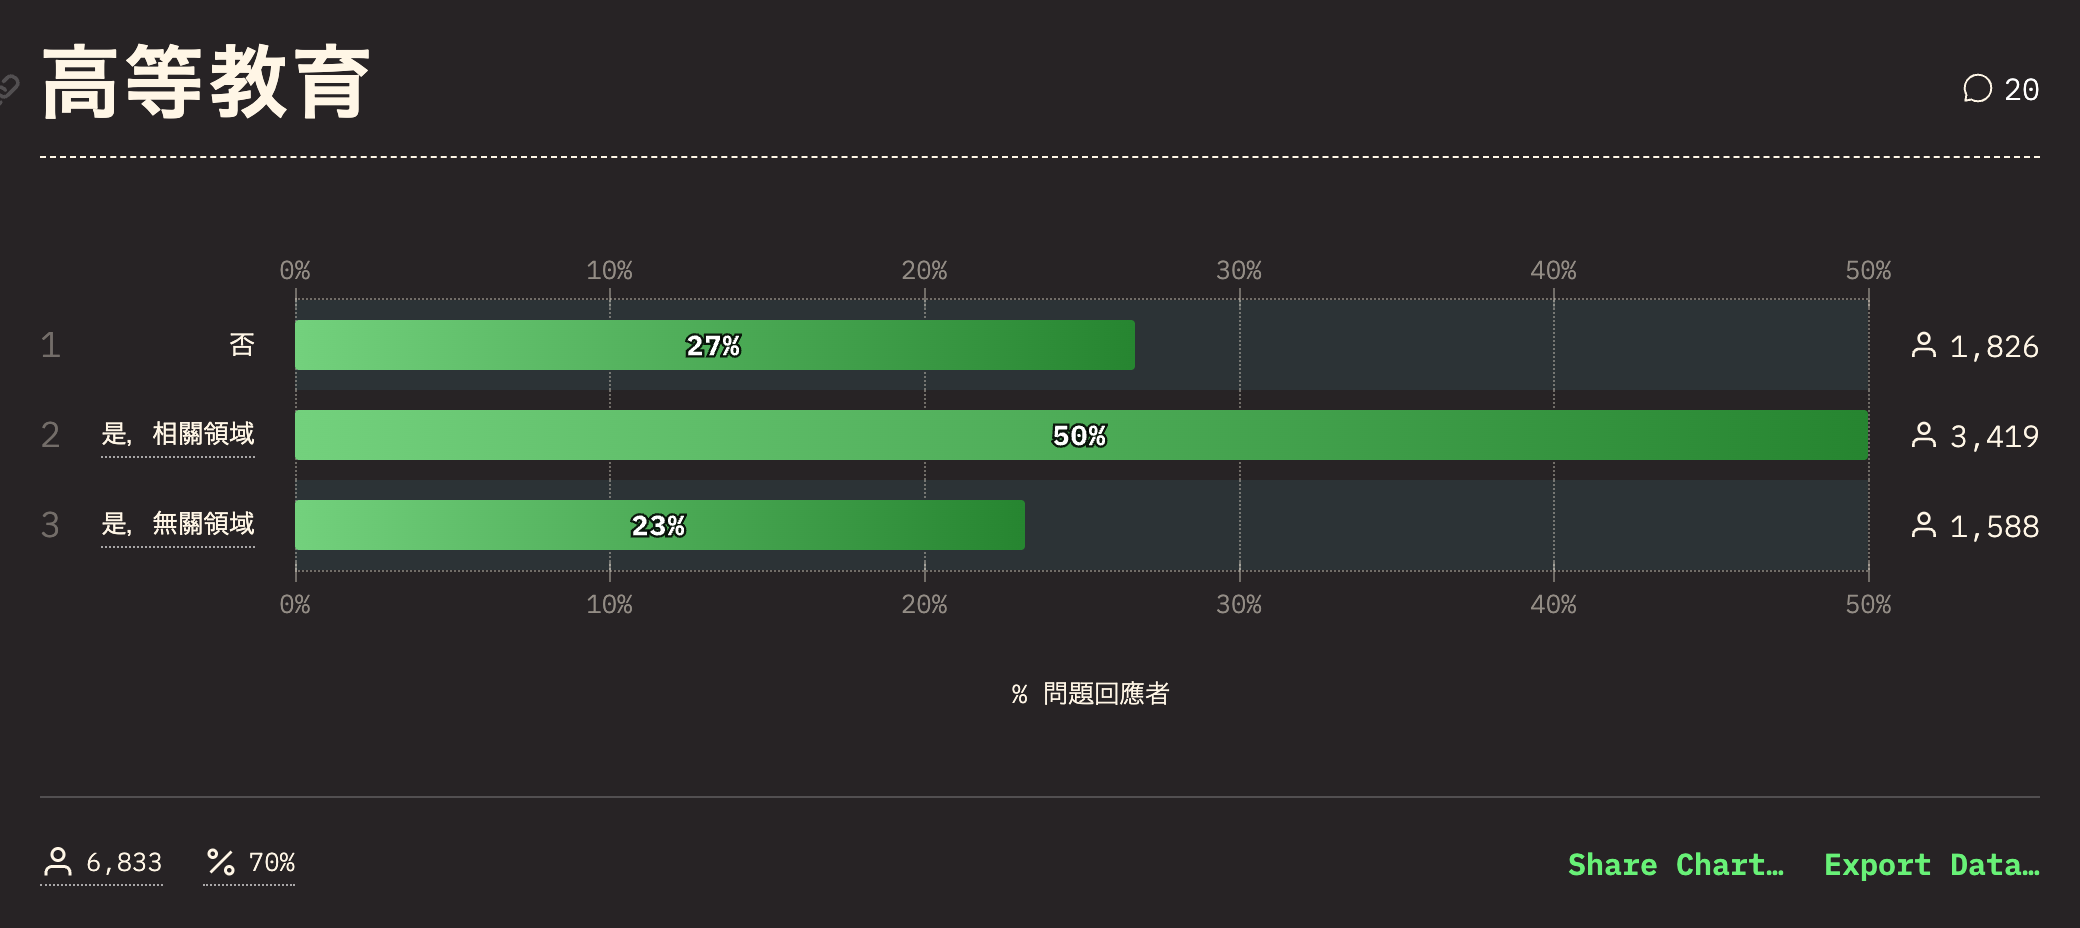 高等教育
20
0% 10% 20% 30% 40% 50%
1 否 27% 1,826
2 是，相關領域 50% 3,419
3 是，無關領域 23% 1,588
0% 10% 20% 30% 40% 50%
% 問題回應者
6,833 70% Share Chart… Export Data…